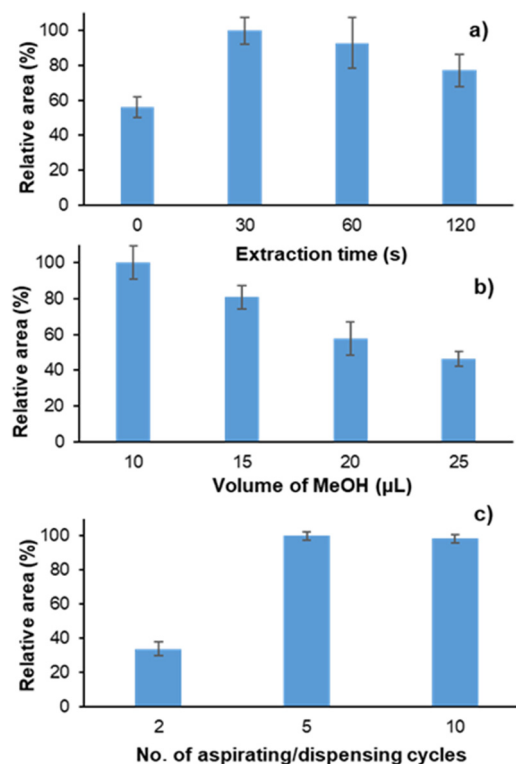 a)
Relative area (%)
100
80
60
40
20
0
0 30 60 120
Extraction time (s)
b)
Relative area (%)
100
80
60
40
20
0
10 15 20 25
Volume of MeOH (µL)
c)
Relative area (%)
100
80
60
40
20
0
2 5 10
No. of aspirating/dispensing cycles